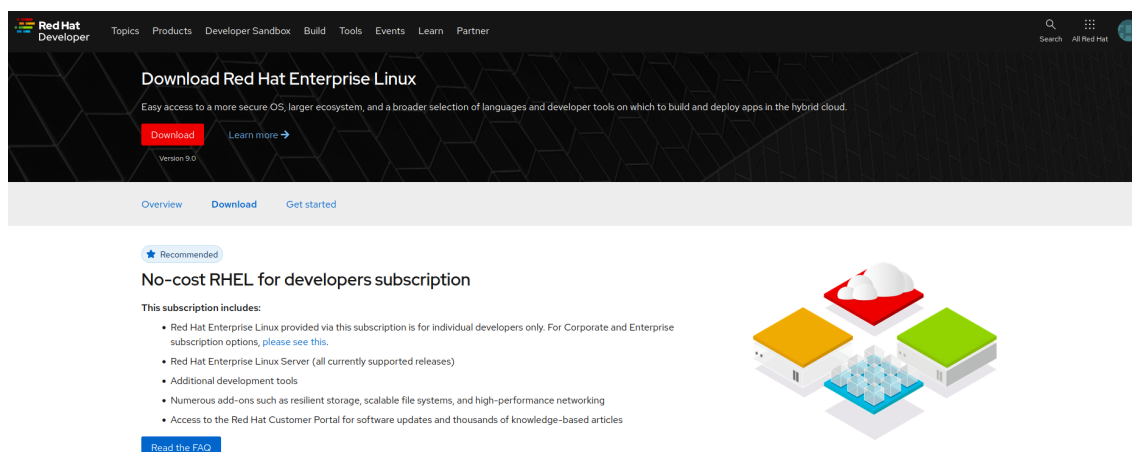 Red Hat
Developer
Topics Products Developer Sandbox Build Tools Events Learn Partner
Search All Red Hat
Download Red Hat Enterprise Linux
Easy access to a more secure OS, larger ecosystem, and a broader selection of languages and developer tools on which to build and deploy apps in the hybrid cloud.
Download Learn more
Version 9.0
Overview Download Get started
Recommended
No-cost RHEL for developers subscription
This subscription includes:
• Red Hat Enterprise Linux provided via this subscription is for individual developers only. For Corporate and Enterprise
subscription options, please see this.
• Red Hat Enterprise Linux Server (all currently supported releases)
• Additional development tools
• Numerous add-ons such as resilient storage, scalable file systems, and high-performance networking
• Access to the Red Hat Customer Portal for software updates and thousands of knowledge-based articles
Read the FAQ